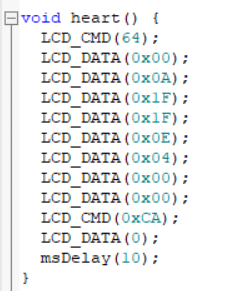 void heart() {
LCD_CMD(64);
LCD_DATA(0x00);
LCD_DATA(0x0A);
LCD_DATA(0x1F);
LCD_DATA(0x1F);
LCD_DATA(0x0E);
LCD_DATA(0x04);
LCD_DATA(0x00);
LCD_DATA(0x00);
LCD_CMD(0xCA);
LCD_DATA(0);
msDelay(10);
}